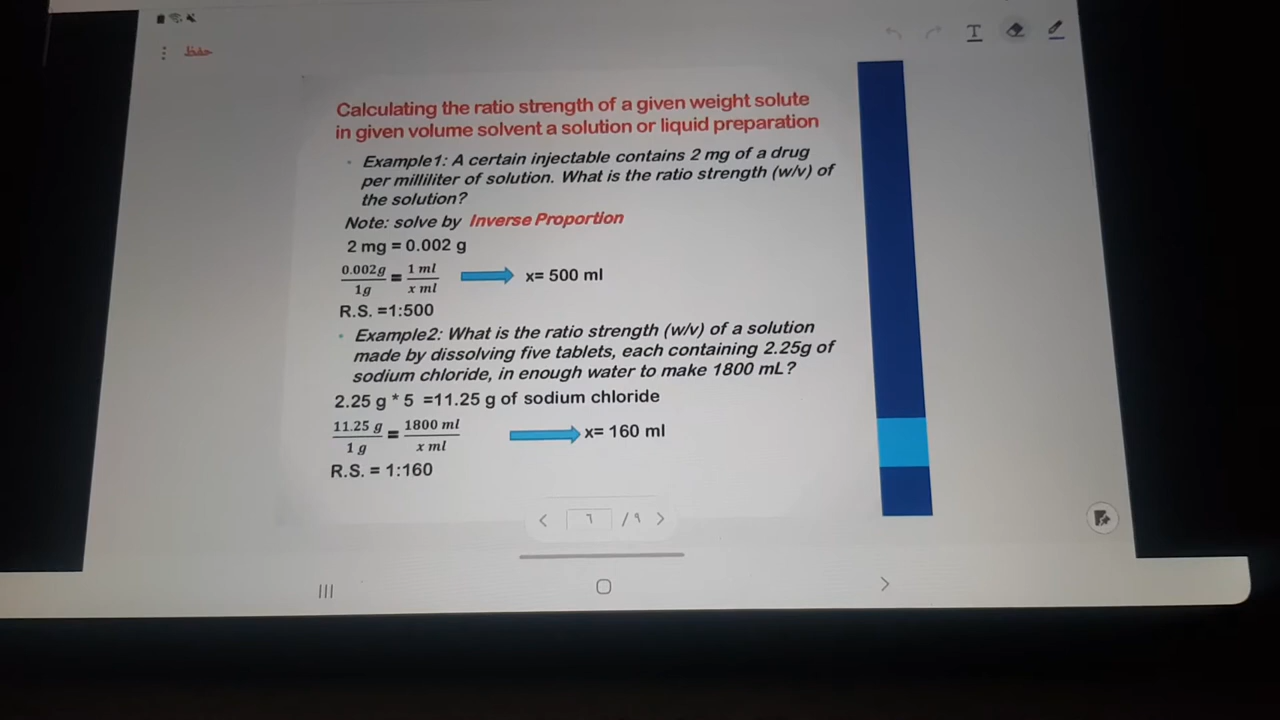 حفظ
T
Calculating the ratio strength of a given weight solute
in given volume solvent a solution or liquid preparation
• Example1: A certain injectable contains 2 mg of a drug
per milliliter of solution. What is the ratio strength (w/v) of
the solution?
Note: solve by Inverse Proportion
2 mg = 0.002 g
0.002g / 1g = 1 ml / x ml x= 500 ml
R.S. =1:500
• Example2: What is the ratio strength (w/v) of a solution
made by dissolving five tablets, each containing 2.25g of
sodium chloride, in enough water to make 1800 mL?
2.25 g * 5 =11.25 g of sodium chloride
11.25 g / 1 g = 1800 ml / x ml x= 160 ml
R.S. = 1:160
٦ / ٩